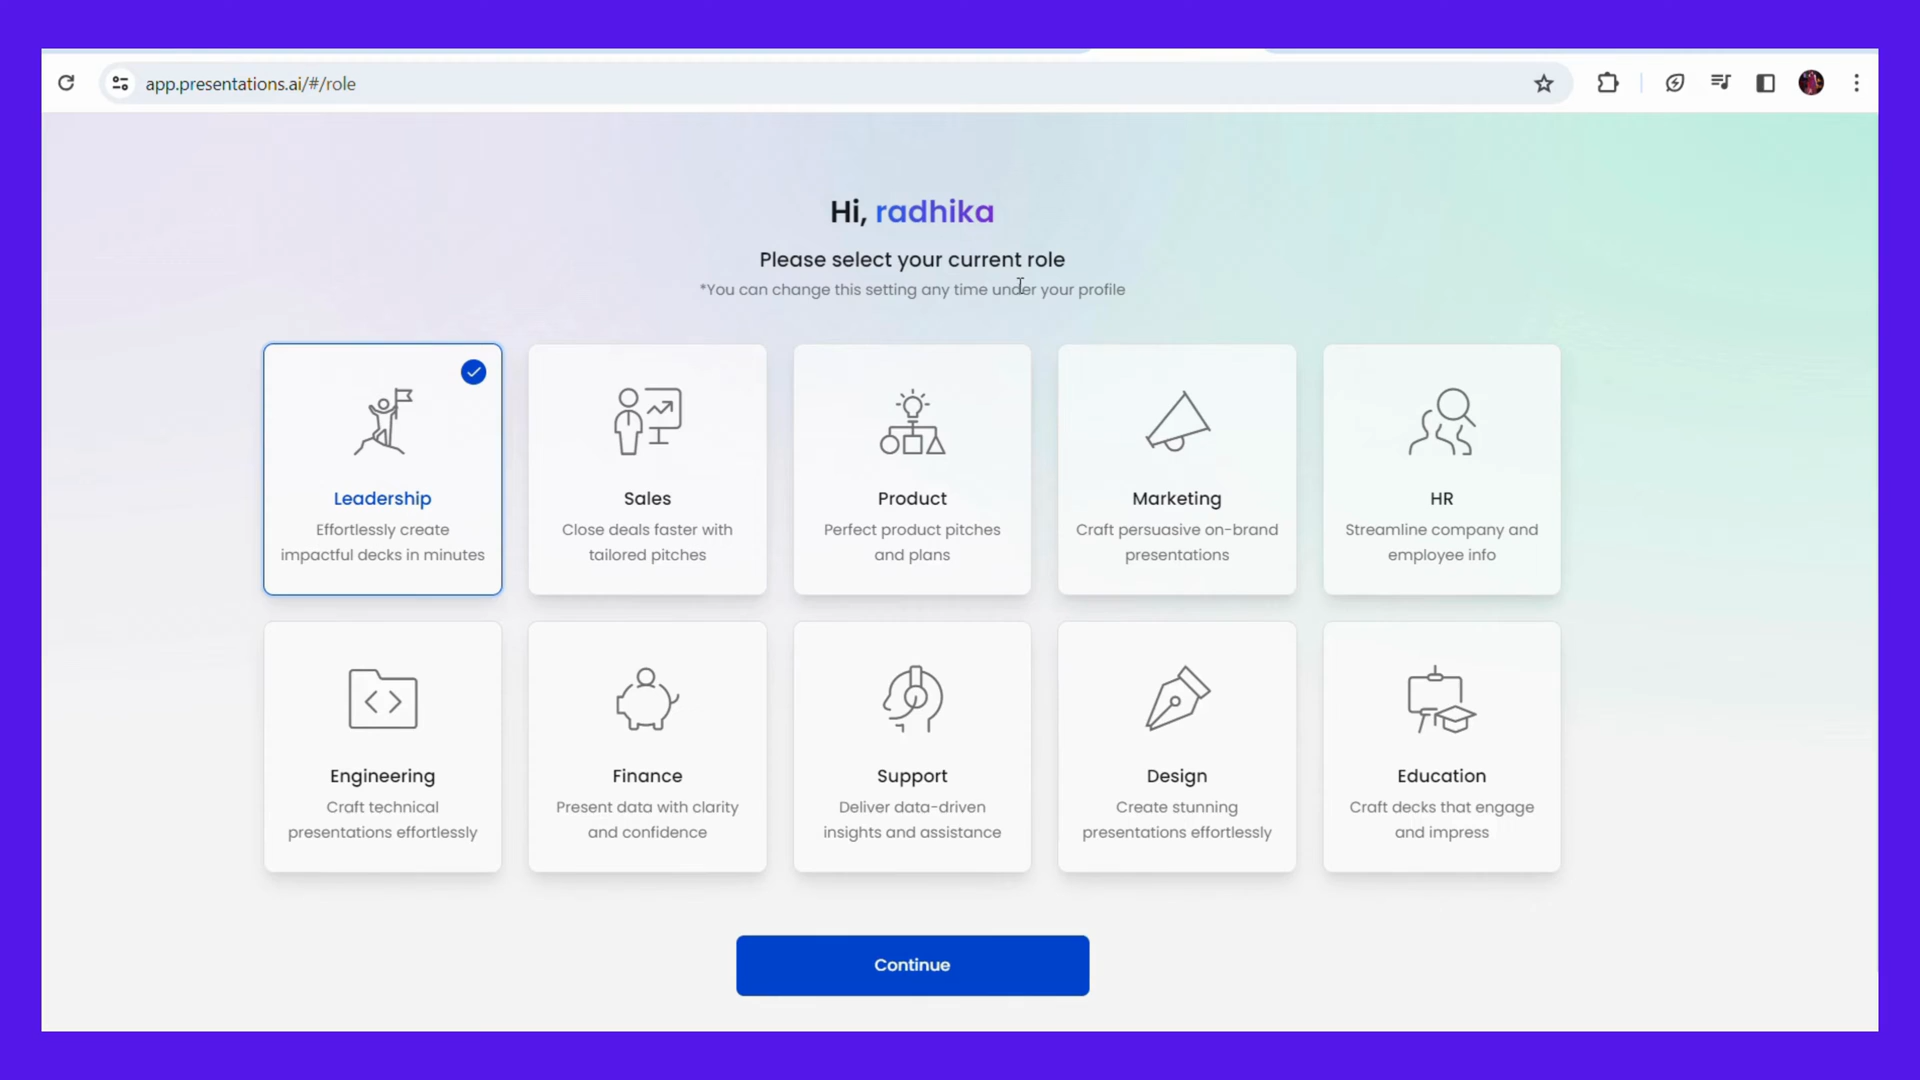 app.presentations.ai/#/role
Hi, radhika
Please select your current role
*You can change this setting any time under your profile
Leadership
Effortlessly create
impactful decks in minutes
Sales
Close deals faster with
tailored pitches
Product
Perfect product pitches
and plans
Marketing
Craft persuasive on-brand
presentations
HR
Streamline company and
employee info
Engineering
Craft technical
presentations effortlessly
Finance
Present data with clarity
and confidence
Support
Deliver data-driven
insights and assistance
Design
Create stunning
presentations effortlessly
Education
Craft decks that engage
and impress
Continue